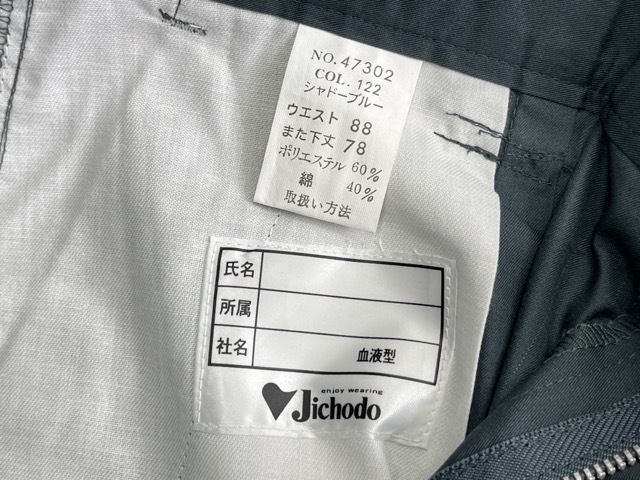 NO. 47302
COL. 122
シャドーブルー
ウエスト 88
また下丈 78
ポリエステル 60%
綿 40%
取扱い方法
氏名
所属
社名 血液型
enjoy wearing
Jichodo